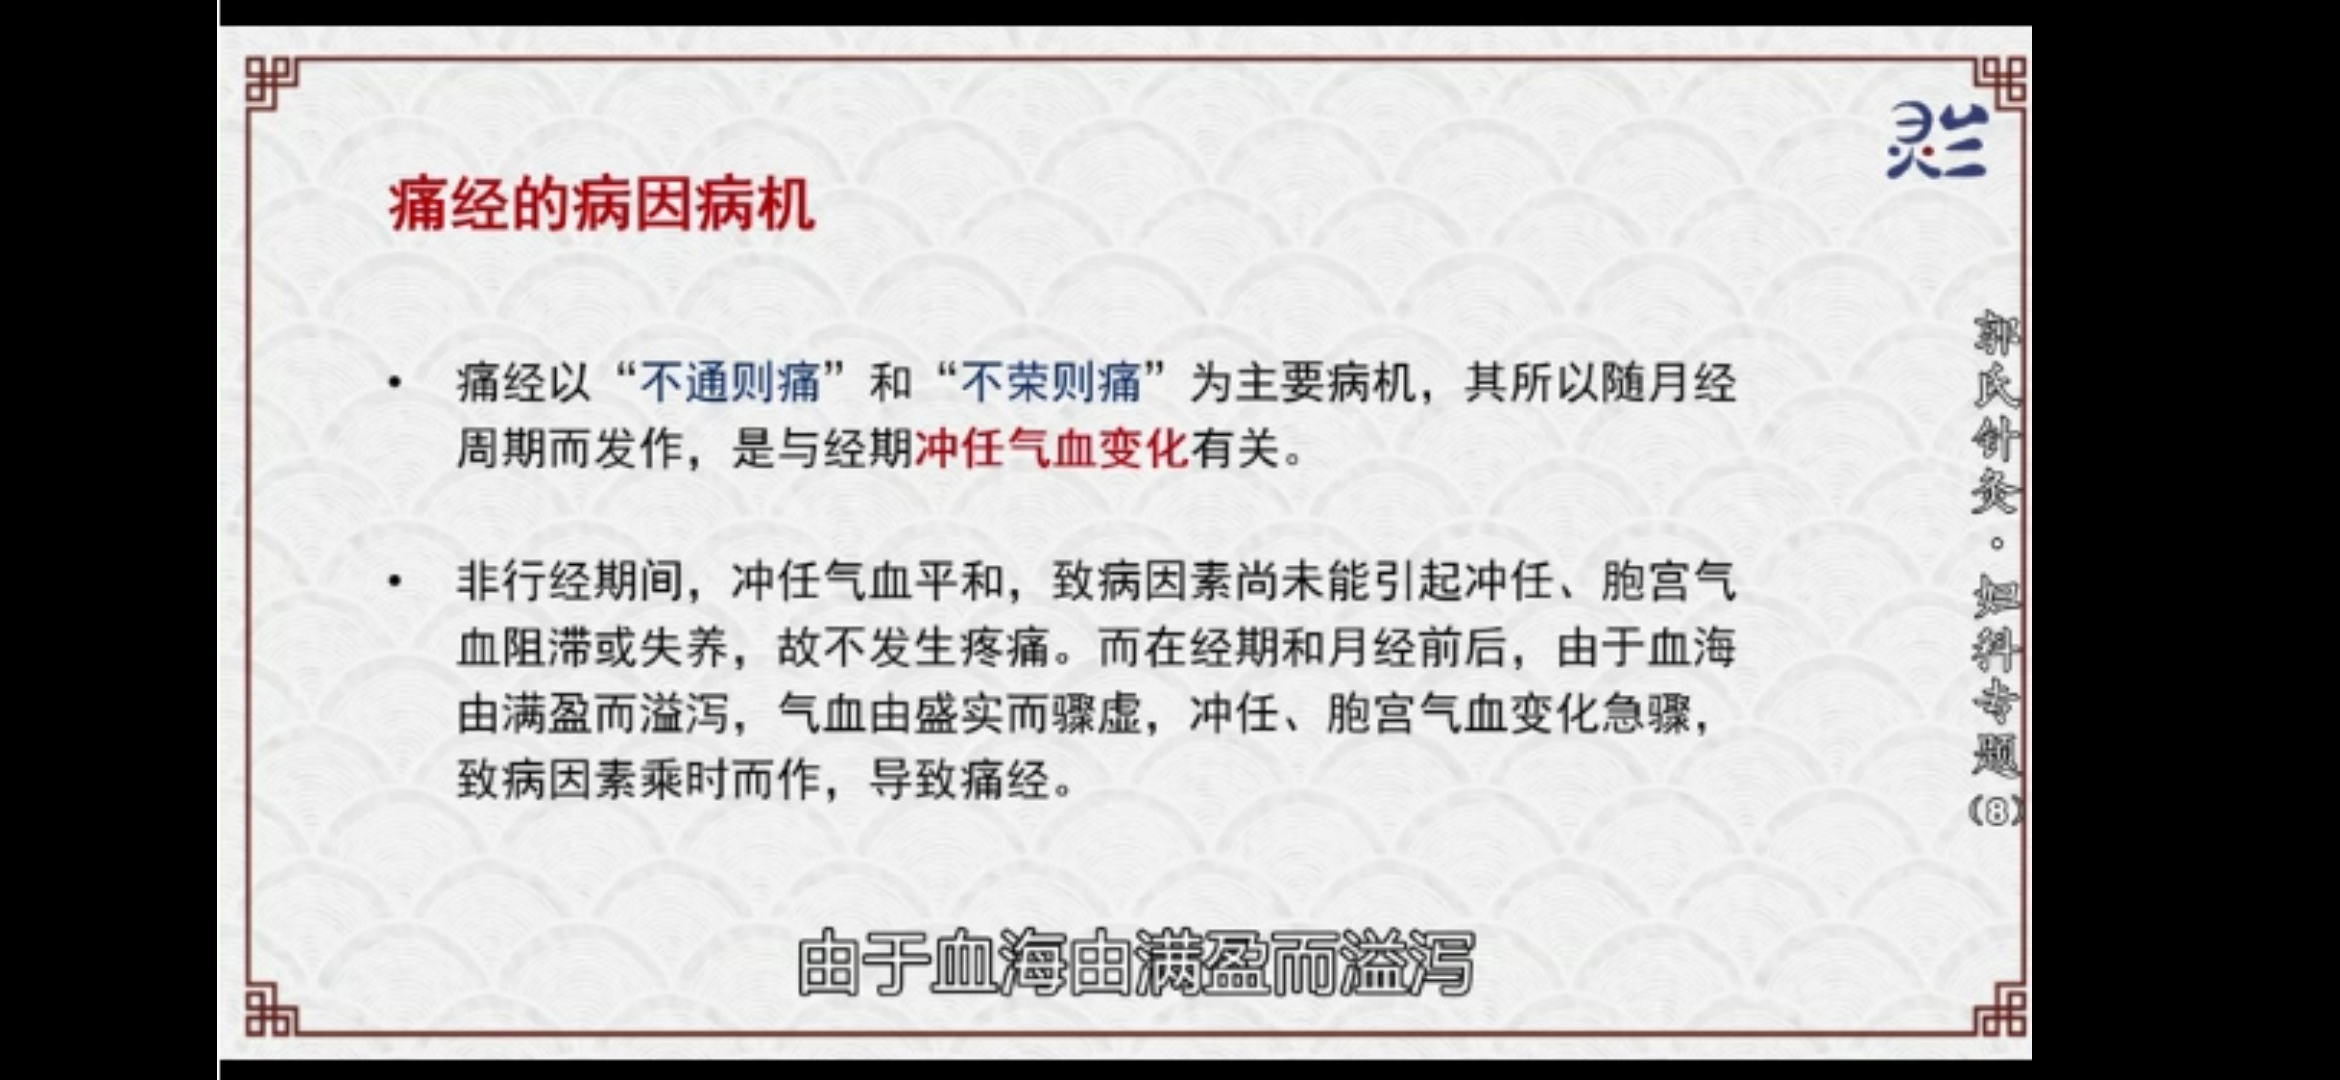 灵兰
痛经的病因病机
• 痛经以“不通则痛”和“不荣则痛”为主要病机，其所以随月经
周期而发作，是与经期冲任气血变化有关。
• 非行经期间，冲任气血平和，致病因素尚未能引起冲任、胞宫气
血阻滞或失养，故不发生疼痛。而在经期和月经前后，由于血海
由满盈而溢泻，气血由盛实而骤虚，冲任、胞宫气血变化急骤，
致病因素乘时而作，导致痛经。
郭氏针灸·妇科专题(8)
由于血海由满盈而溢泻